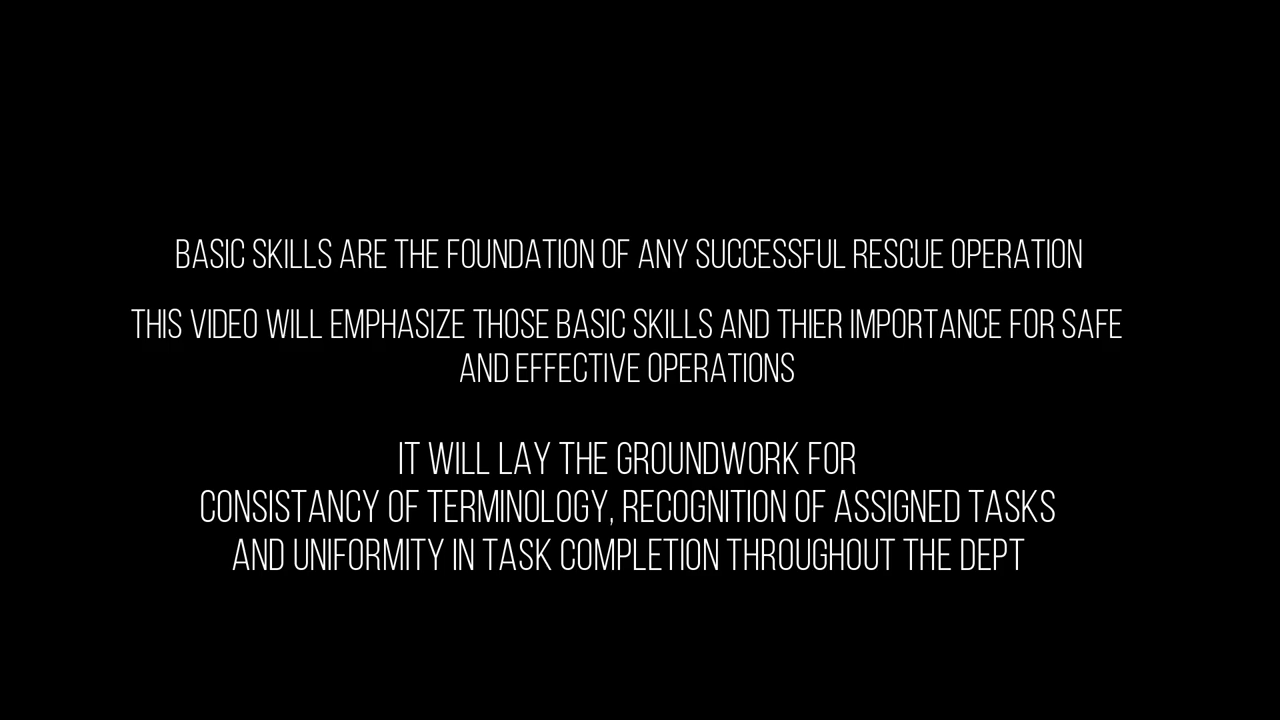 BASIC SKILLS ARE THE FOUNDATION OF ANY SUCCESSFUL RESCUE OPERATION
THIS VIDEO WILL EMPHASIZE THOSE BASIC SKILLS AND THIER IMPORTANCE FOR SAFE
AND EFFECTIVE OPERATIONS
IT WILL LAY THE GROUNDWORK FOR
CONSISTANCY OF TERMINOLOGY, RECOGNITION OF ASSIGNED TASKS
AND UNIFORMITY IN TASK COMPLETION THROUGHOUT THE DEPT